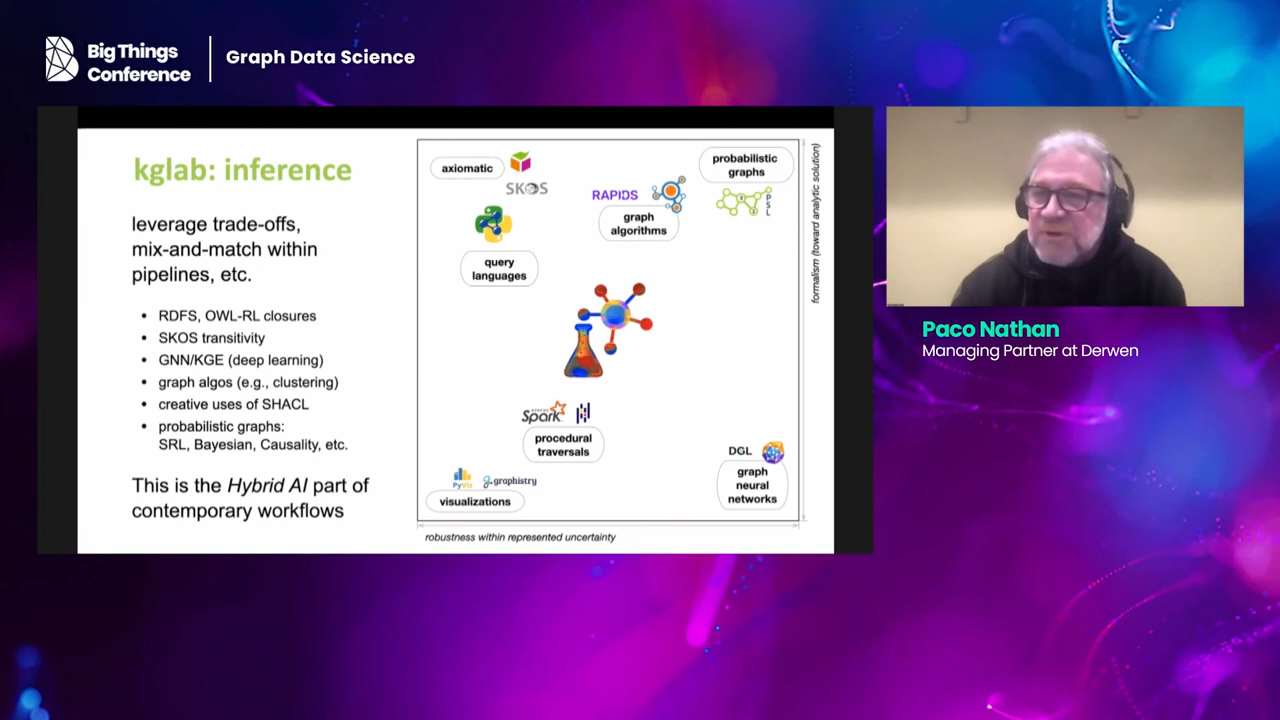 Big Things
Conference
Graph Data Science
kglab: inference
leverage trade-offs,
mix-and-match within
pipelines, etc.
• RDFS, OWL-RL closures
• SKOS transitivity
• GNN/KGE (deep learning)
• graph algos (e.g., clustering)
• creative uses of SHACL
• probabilistic graphs:
SRL, Bayesian, Causality, etc.
This is the Hybrid AI part of
contemporary workflows
axiomatic
SKOS
query
languages
RAPIDS
graph
algorithms
probabilistic
graphs
PSL
formalism (toward analytic solution)
APACHE
Spark
procedural
traversals
PyViz
graphistry
visualizations
DGL
graph
neural
networks
robustness within represented uncertainty
Paco Nathan
Managing Partner at Derwen